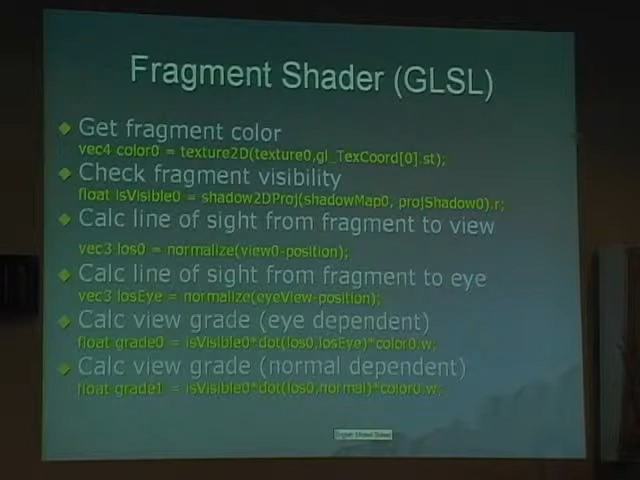 Fragment Shader (GLSL)
Get fragment color
vec4 color0 = texture2D(texture0,gl_TexCoord[0].st);
Check fragment visibility
float isVisible0 = shadow2DProj(shadowMap0, projShadow0).r;
Calc line of sight from fragment to view
vec3 los0 = normalize(view0-position);
Calc line of sight from fragment to eye
vec3 losEye = normalize(eyeView-position);
Calc view grade (eye dependent)
float grade0 = isVisible0*dot(los0,losEye)*color0.w;
Calc view grade (normal dependent)
float grade1 = isVisible0*dot(los0,normal)*color0.w;